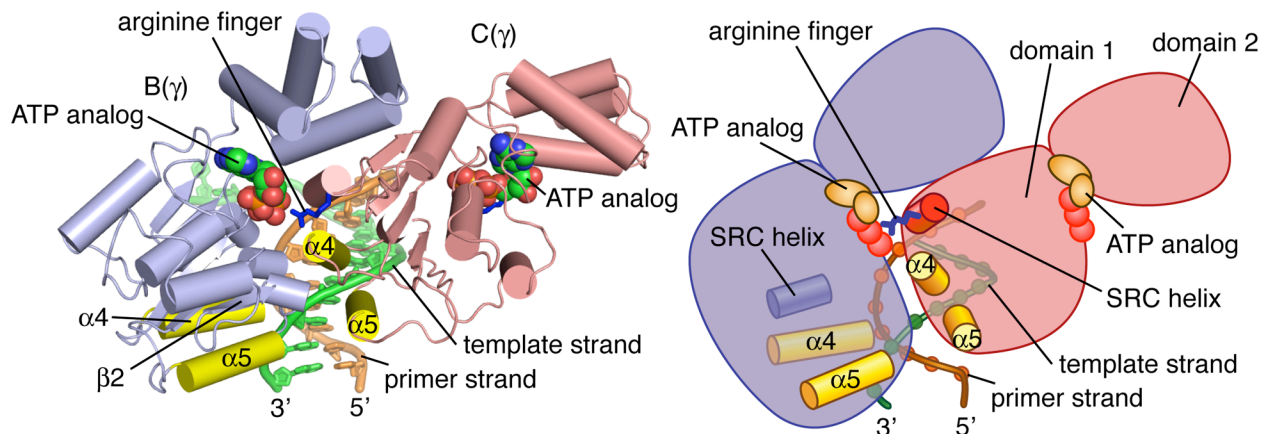 arginine finger
C(γ)
B(γ)
ATP analog
ATP analog
α4
α5
α4
α5
β2
template strand
primer strand
3’
5’
arginine finger
domain 1
domain 2
ATP analog
SRC helix
ATP analog
α4
SRC helix
α5
α4
α5
template strand
primer strand
3’
5’